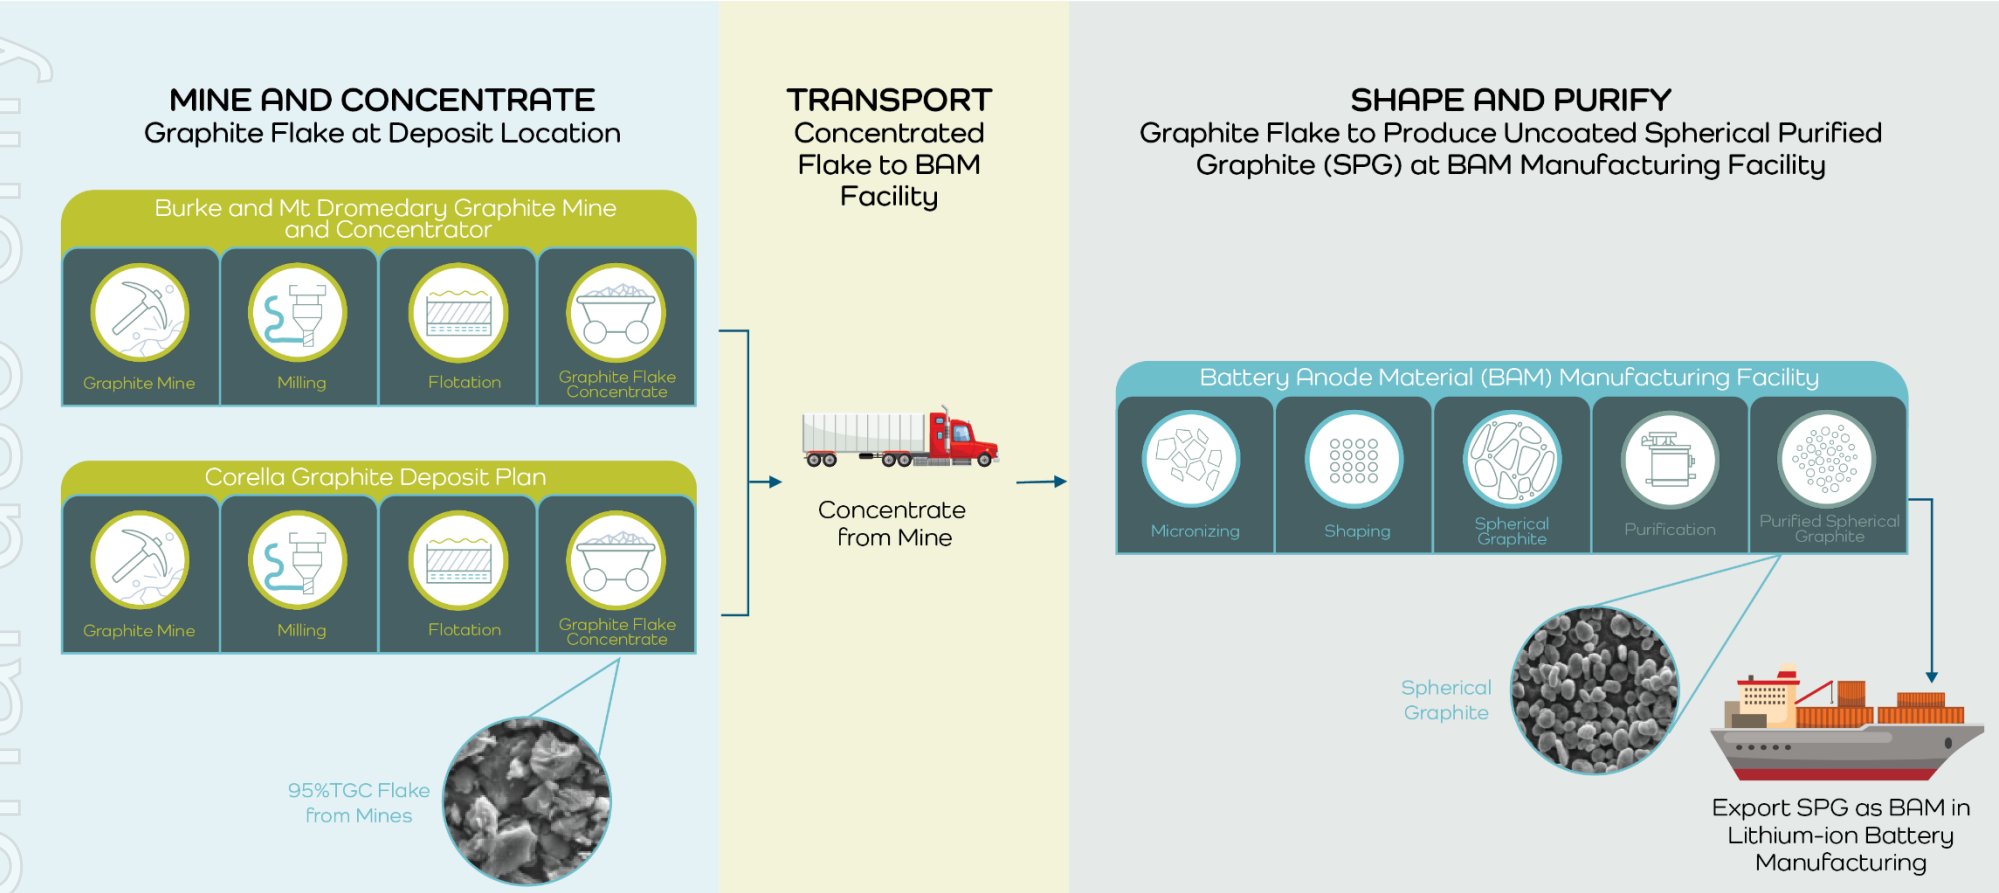 MINE AND CONCENTRATE
Graphite Flake at Deposit Location
Burke and Mt Dromedary Graphite Mine
and Concentrator
Graphite Mine
Milling
Flotation
Graphite Flake
Concentrate
Corella Graphite Deposit Plan
Graphite Mine
Milling
Flotation
Graphite Flake
Concentrate
95%TGC Flake
from Mines
TRANSPORT
Concentrated
Flake to BAM
Facility
Concentrate
from Mine
SHAPE AND PURIFY
Graphite Flake to Produce Uncoated Spherical Purified
Graphite (SPG) at BAM Manufacturing Facility
Battery Anode Material (BAM) Manufacturing Facility
Micronizing
Shaping
Spherical
Graphite
Purification
Purified Spherical
Graphite
Spherical
Graphite
Export SPG as BAM in
Lithium-ion Battery
Manufacturing